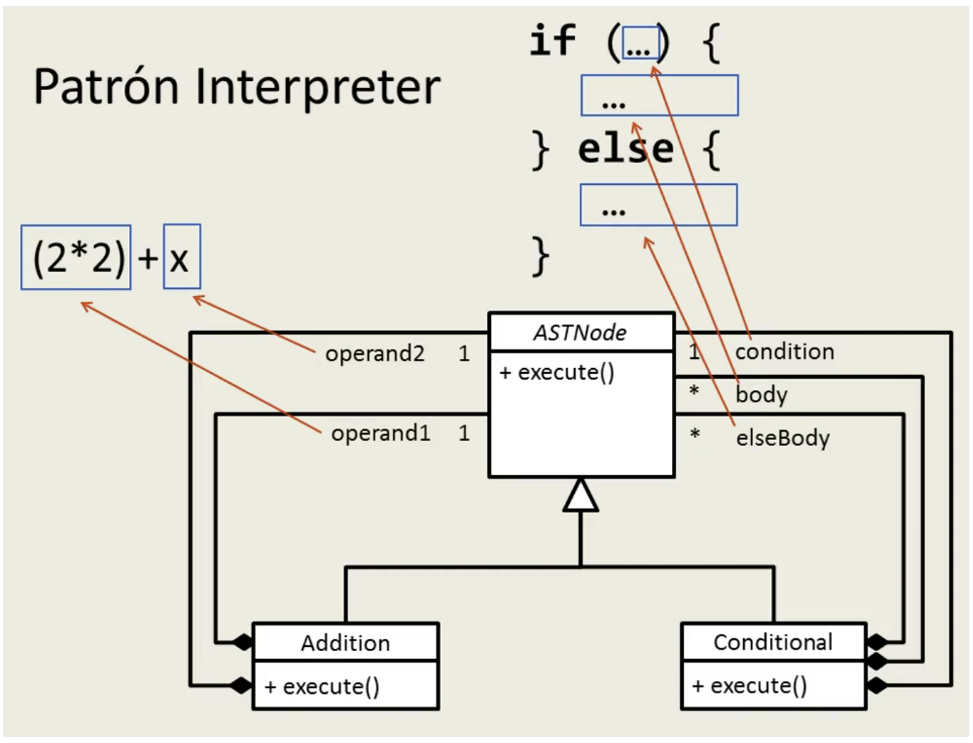 Patrón Interpreter
if (…) {
…
} else {
…
}
(2*2) + x
ASTNode
+ execute()
operand2 1
operand1 1
1 condition
* body
* elseBody
Addition
+ execute()
Conditional
+ execute()